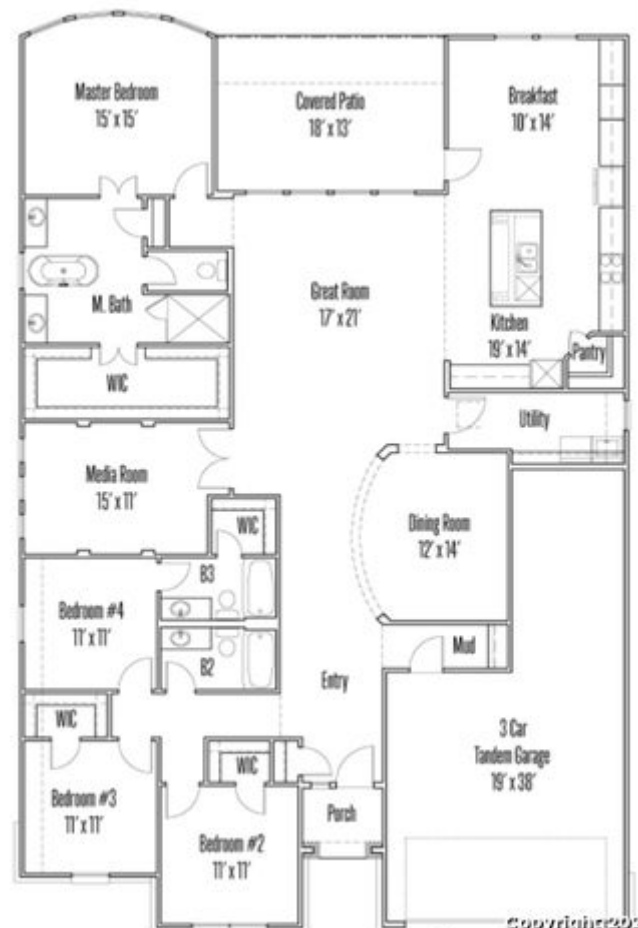 Master Bedroom
15' x 15'
Covered Patio
18' x 13'
Breakfast
10' x 14'
Great Room
17' x 21'
M. Bath
Kitchen
19' x 14'
Pantry
WIC
Utility
Media Room
15' x 11'
Dining Room
12' x 14'
WIC
B3
Bedroom #4
11' x 11'
B2
Mud
Entry
WIC
3 Car
Tandem Garage
19' x 38'
WIC
Bedroom #3
11' x 11'
Porch
Bedroom #2
11' x 11'
Copyright